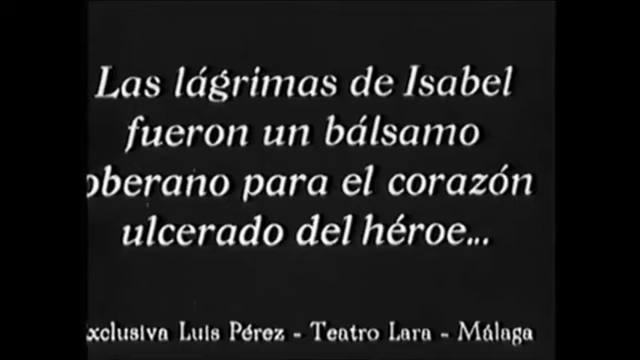 Las lágrimas de Isabel
fueron un bálsamo
oberano para el corazón
ulcerado del héroe...
xclusiva Luis Pérez - Teatro Lara - Málaga